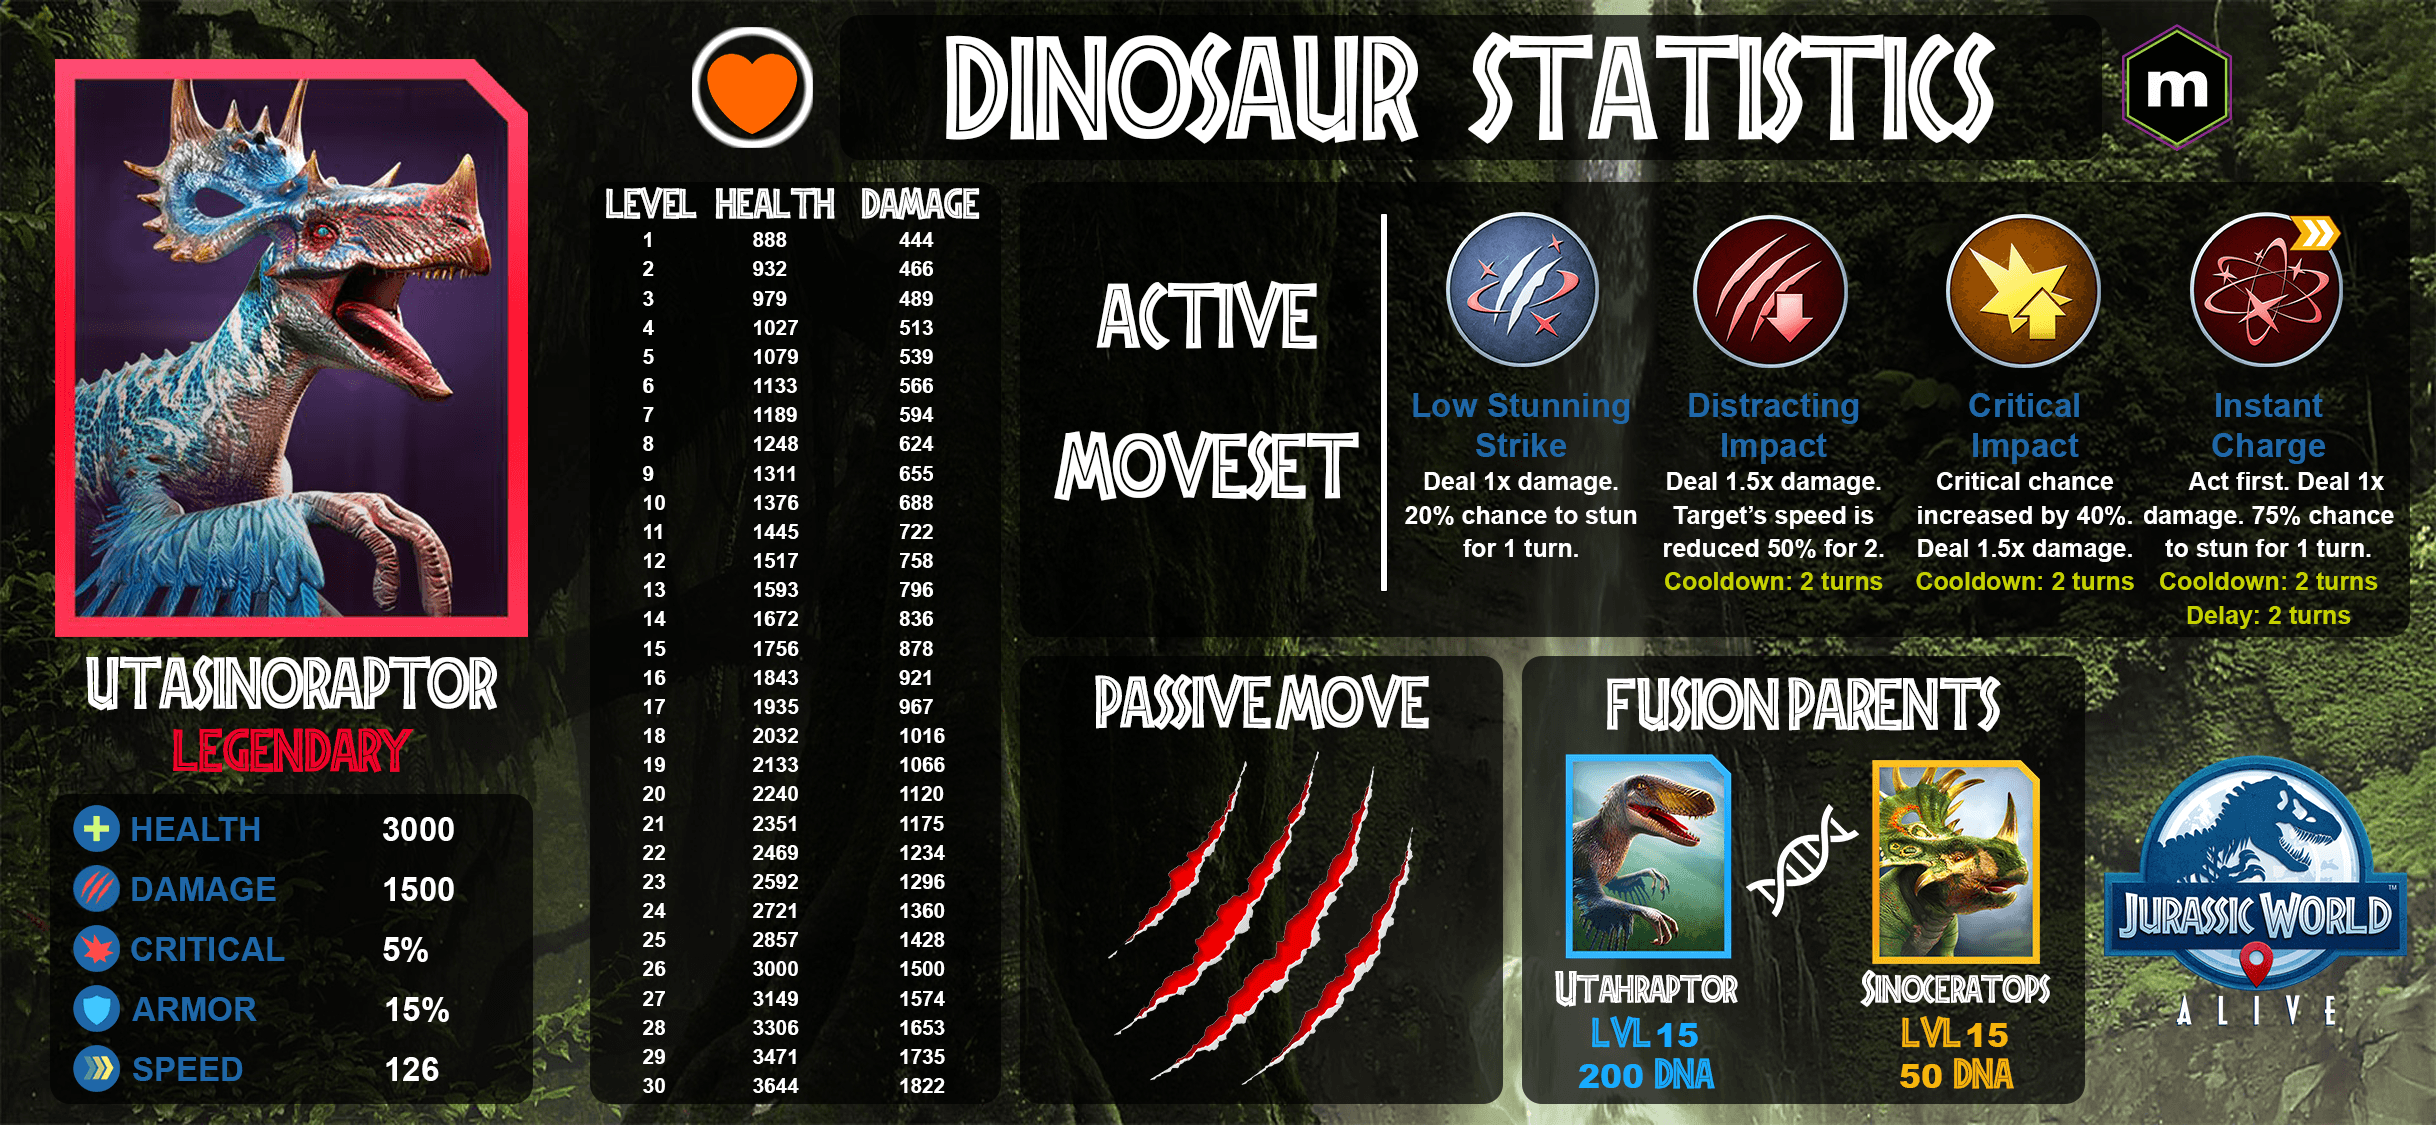 DINOSAUR STATISTICS
m
UTASINORAPTOR
LEGENDARY
HEALTH 3000
DAMAGE 1500
CRITICAL 5%
ARMOR 15%
SPEED 126
LEVEL HEALTH DAMAGE
1 888 444
2 932 466
3 979 489
4 1027 513
5 1079 539
6 1133 566
7 1189 594
8 1248 624
9 1311 655
10 1376 688
11 1445 722
12 1517 758
13 1593 796
14 1672 836
15 1756 878
16 1843 921
17 1935 967
18 2032 1016
19 2133 1066
20 2240 1120
21 2351 1175
22 2469 1234
23 2592 1296
24 2721 1360
25 2857 1428
26 3000 1500
27 3149 1574
28 3306 1653
29 3471 1735
30 3644 1822
ACTIVE
MOVESET
Low Stunning
Strike
Deal 1x damage.
20% chance to stun
for 1 turn.
Distracting
Impact
Deal 1.5x damage.
Target's speed is
reduced 50% for 2.
Cooldown: 2 turns
Critical
Impact
Critical chance
increased by 40%.
Deal 1.5x damage.
Cooldown: 2 turns
Instant
Charge
Act first. Deal 1x
damage. 75% chance
to stun for 1 turn.
Cooldown: 2 turns
Delay: 2 turns
PASSIVE MOVE
FUSION PARENTS
UTAHRAPTOR
LVL 15
200 DNA
SINOCERATOPS
LVL 15
50 DNA
JURASSIC WORLD™
ALIVE